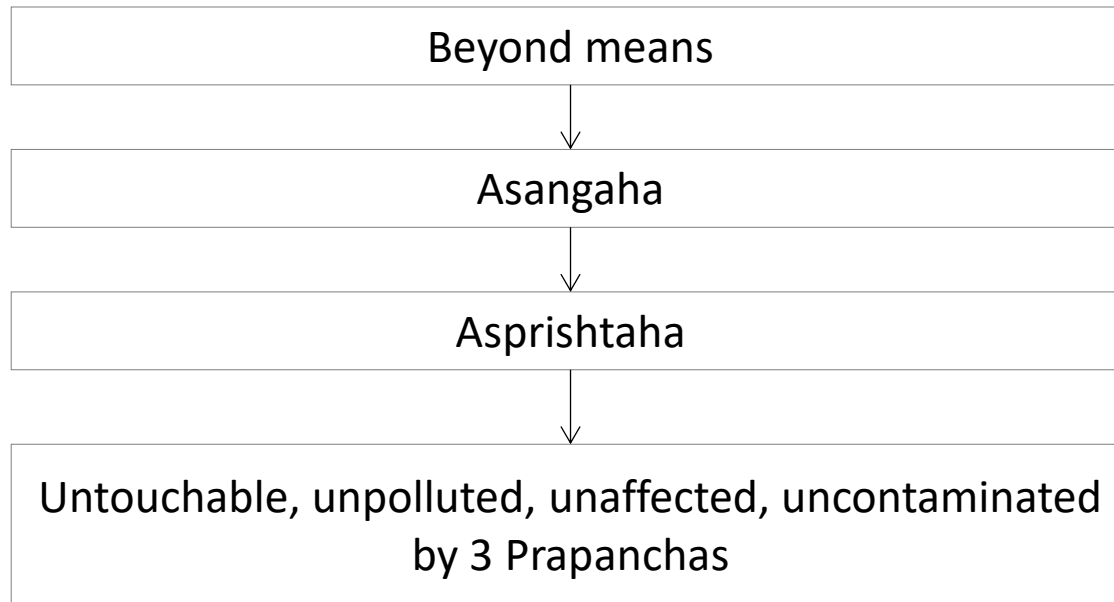 Beyond means
Asangaha
Asprishtaha
Untouchable, unpolluted, unaffected, uncontaminated
by 3 Prapanchas